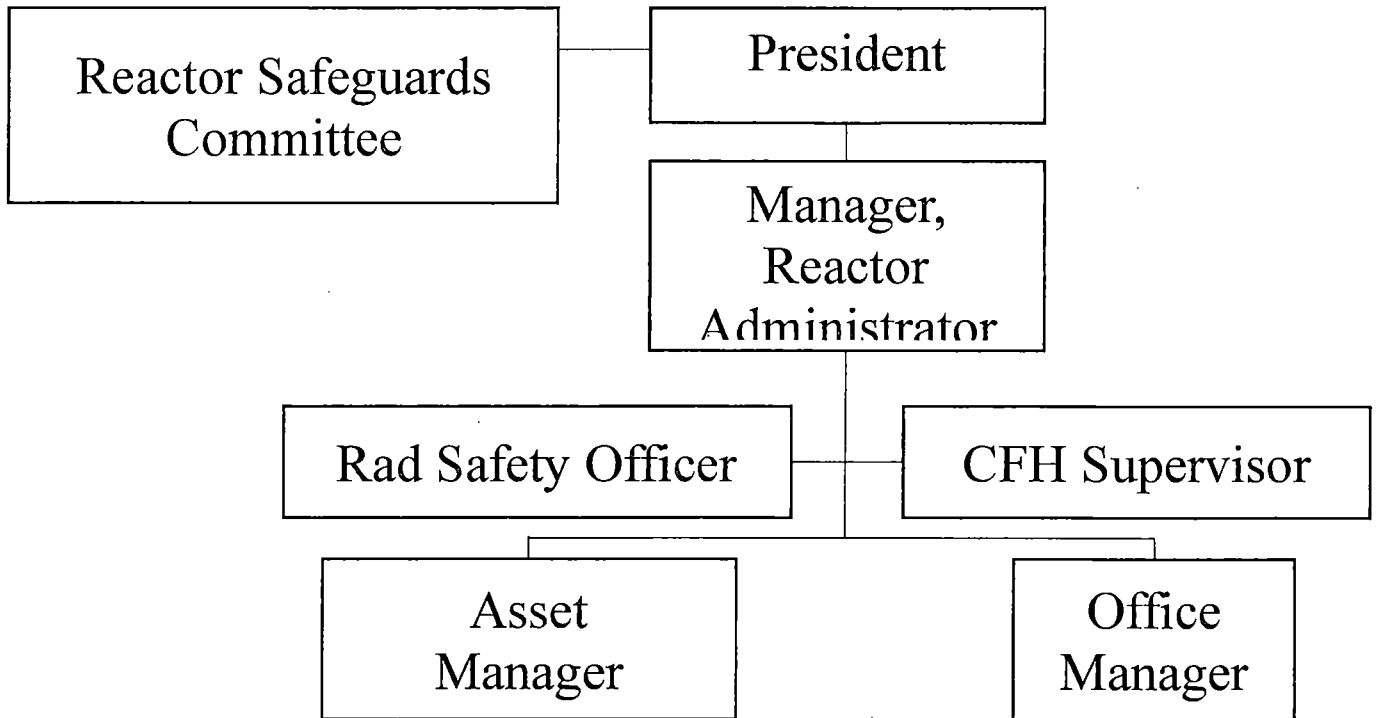 Reactor Safeguards
Committee
President
Manager,
Reactor
Administrator
Rad Safety Officer
CFH Supervisor
Asset
Manager
Office
Manager